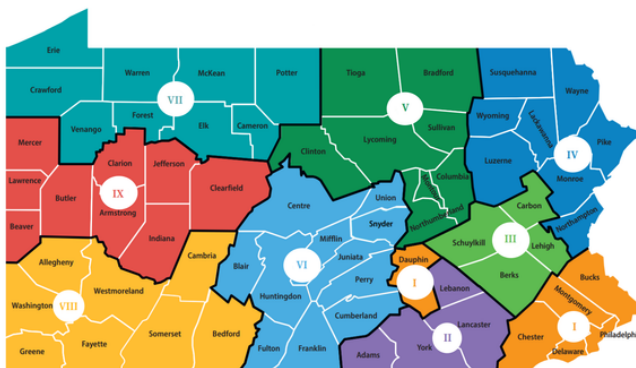 Erie
Crawford
Warren
McKean
Potter
Venango
Forest
Elk
Cameron
VII
Tioga
Bradford
Lycoming
Sullivan
Clinton
Columbia
Northumberland
V
Susquehanna
Wayne
Wyoming
Lackawanna
Pike
Luzerne
Monroe
Northampton
IV
Mercer
Lawrence
Butler
Beaver
Clarion
Jefferson
Clearfield
Armstrong
Indiana
IX
Centre
Union
Snyder
Mifflin
Juniata
Blair
Huntingdon
Perry
Cumberland
Fulton
Franklin
VI
Carbon
Schuylkill
Lehigh
Berks
III
Dauphin
I
Lebanon
Lancaster
York
Adams
II
Allegheny
Washington
Westmoreland
Cambria
Greene
Fayette
Somerset
Bedford
VIII
Bucks
Montgomery
Philadelph
Chester
Delaware
I